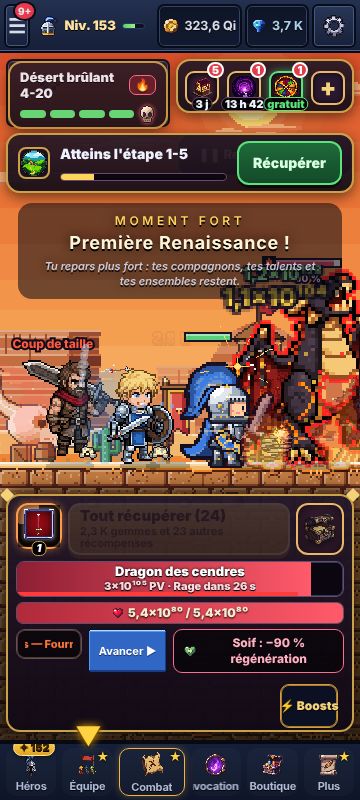 9+
Niv. 153
323,6 Qi
3,7 K
Désert brûlant
4-20
5
1
1
3 j
13 h 42
gratuit
+
Atteins l'étape 1-5
Récupérer
MOMENT FORT
Première Renaissance !
Tu repars plus fort : tes compagnons, tes talents et
tes ensembles restent.
Coup de taille
Tout récupérer (24)
2,3 K gemmes et 23 autres
récompenses
1
Dragon des cendres
3×10¹⁰⁵ PV · Rage dans 26 s
5,4×10⁸⁰ / 5,4×10⁸⁰
s — Fourr
Avancer ▶
Soif : −90 %
régénération
⚡ Boosts
+ 182
Héros
Équipe
Combat
vocation
Boutique
Plus